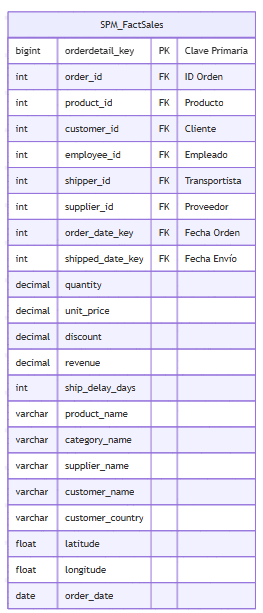 SPM_FactSales
bigint orderdetail_key PK Clave Primaria
int order_id FK ID Orden
int product_id FK Producto
int customer_id FK Cliente
int employee_id FK Empleado
int shipper_id FK Transportista
int supplier_id FK Proveedor
int order_date_key FK Fecha Orden
int shipped_date_key FK Fecha Envío
decimal quantity
decimal unit_price
decimal discount
decimal revenue
int ship_delay_days
varchar product_name
varchar category_name
varchar supplier_name
varchar customer_name
varchar customer_country
float latitude
float longitude
date order_date